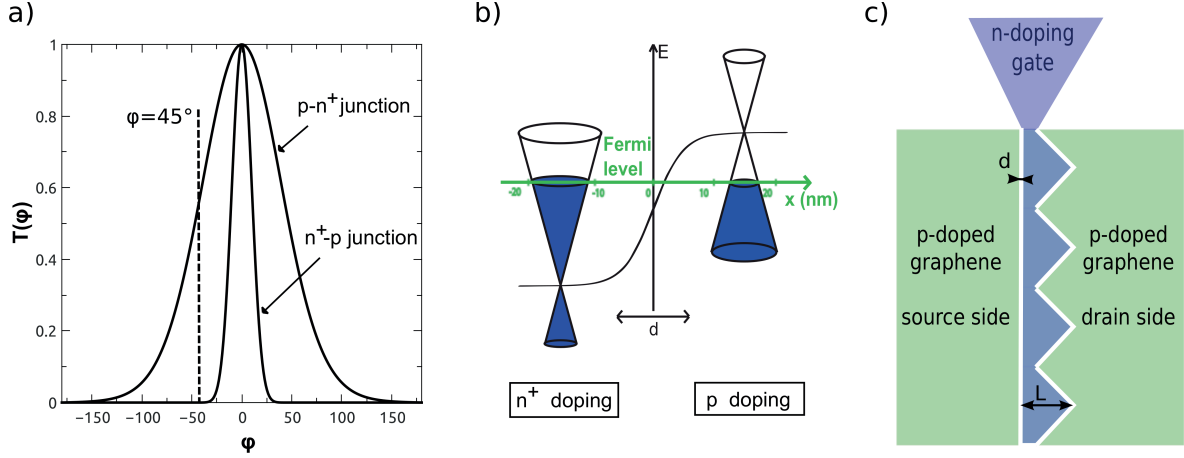 a)
1
0.8
0.6
0.4
0.2
0
T(φ)
φ=45°
p-n⁺ junction
n⁺-p junction
−150
−100
−50
0
50
100
150
φ
b)
E
Fermi
level
-20
-10
0
10
20
x (nm)
d
n⁺ doping
p doping
c)
n-doping
gate
d
p-doped
graphene
source side
p-doped
graphene
drain side
L